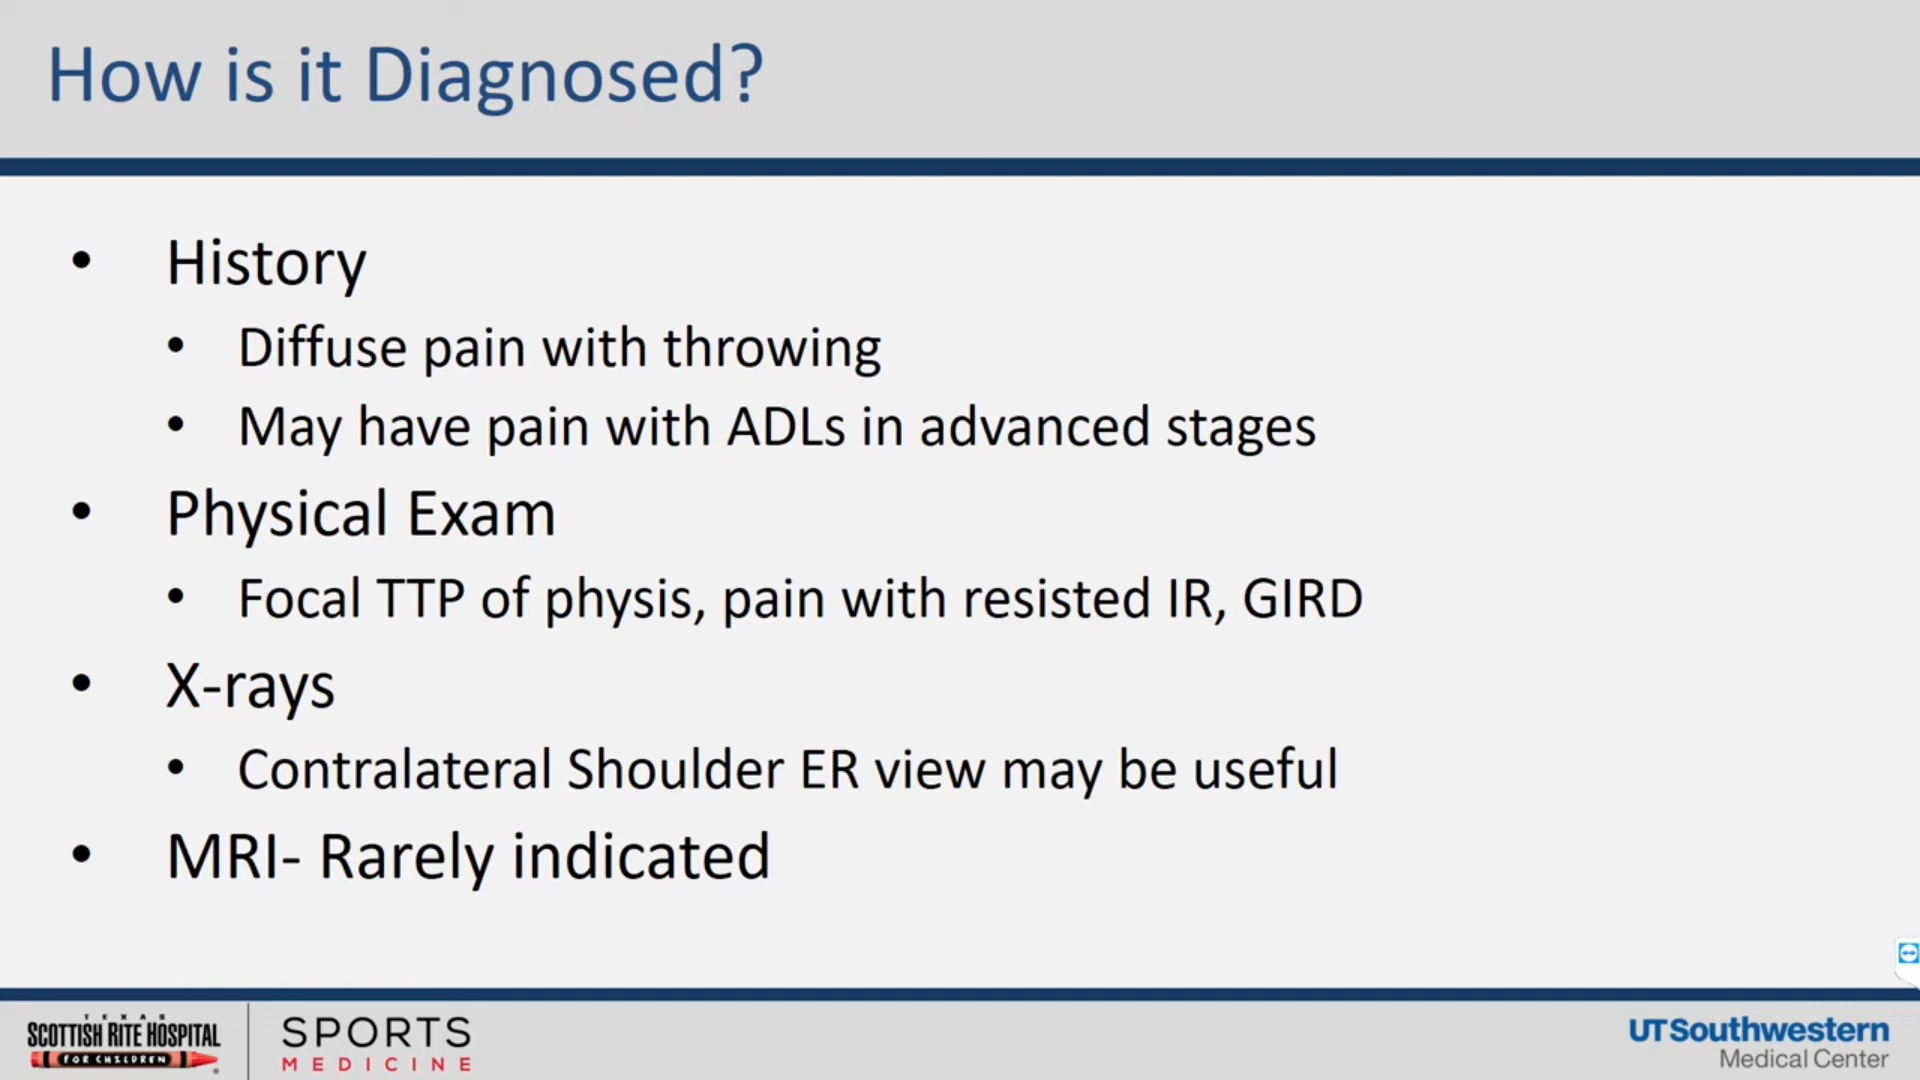 How is it Diagnosed?
• History
• Diffuse pain with throwing
• May have pain with ADLs in advanced stages
• Physical Exam
• Focal TTP of physis, pain with resisted IR, GIRD
• X-rays
• Contralateral Shoulder ER view may be useful
• MRI- Rarely indicated
TEXAS
SCOTTISH RITE HOSPITAL
FOR CHILDREN
SPORTS
MEDICINE
UTSouthwestern
Medical Center